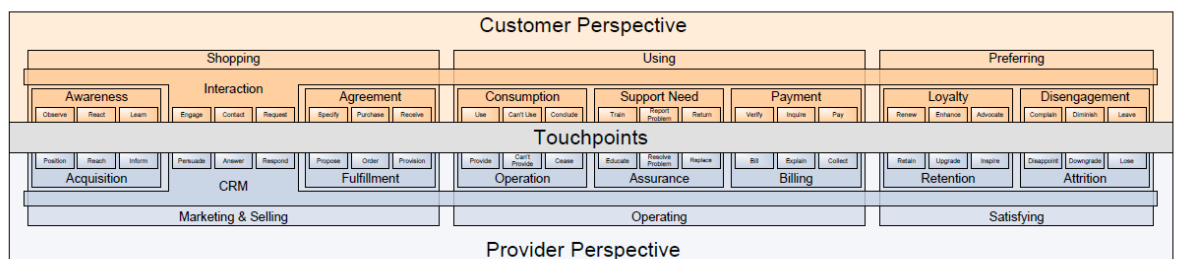 Customer Perspective
Shopping Using Preferring
Interaction
Awareness Agreement Consumption Support Need Payment Loyalty Disengagement
Observe React Learn Engage Contact Request Specify Purchase Receive Use Can't Use Conclude Train Report Problem Return Verify Inquire Pay Renew Enhance Advocate Complain Diminish Leave
Touchpoints
Position Reach Inform Persuade Answer Respond Propose Order Provision Provide Can't Provide Cease Educate Resolve Problem Replace Bill Explain Collect Retain Upgrade Inspire Disappoint Downgrade Lose
Acquisition Fulfillment Operation Assurance Billing Retention Attrition
CRM
Marketing & Selling Operating Satisfying
Provider Perspective